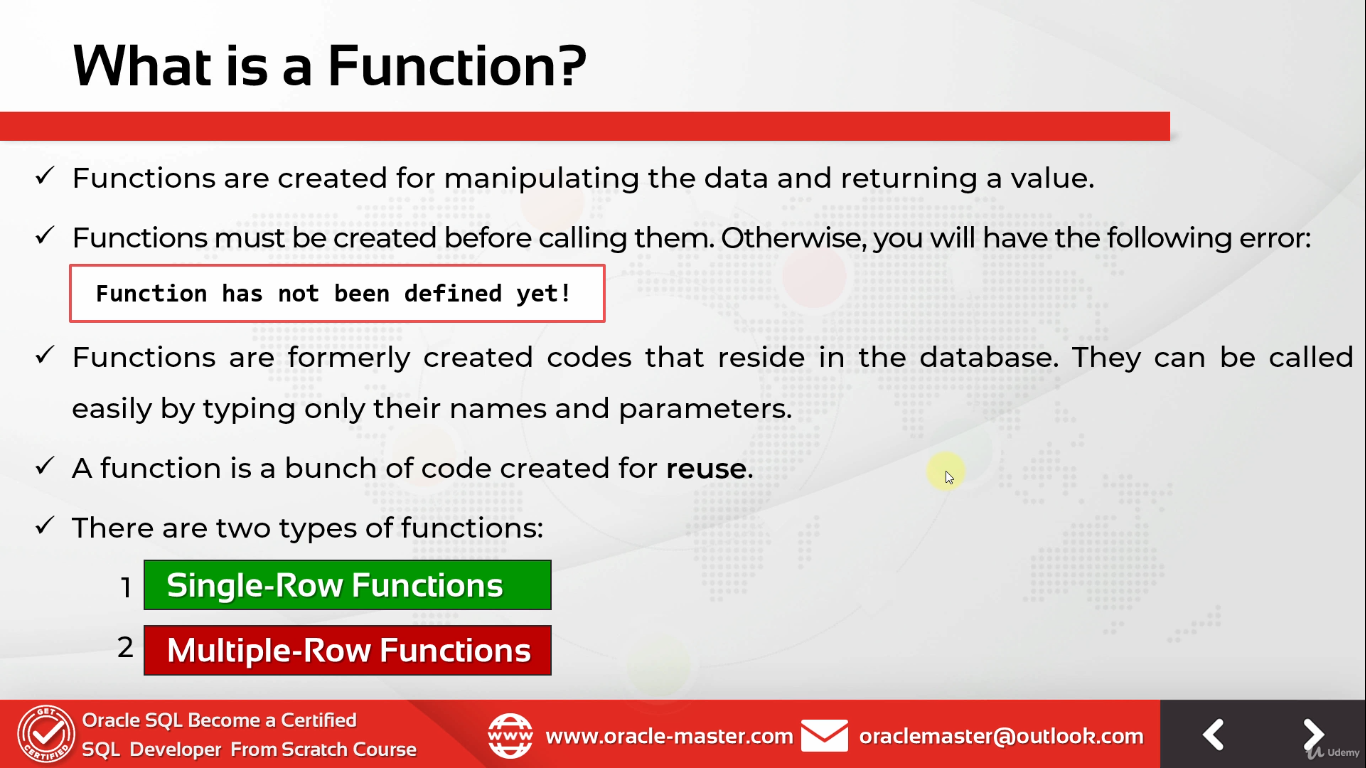 What is a Function?
✓ Functions are created for manipulating the data and returning a value.
✓ Functions must be created before calling them. Otherwise, you will have the following error:
Function has not been defined yet!
✓ Functions are formerly created codes that reside in the database. They can be called
easily by typing only their names and parameters.
✓ A function is a bunch of code created for reuse.
✓ There are two types of functions:
1 Single-Row Functions
2 Multiple-Row Functions
GET
CERTIFIED
Oracle SQL Become a Certified
SQL Developer From Scratch Course
www
www.oracle-master.com
oraclemaster@outlook.com
Udemy